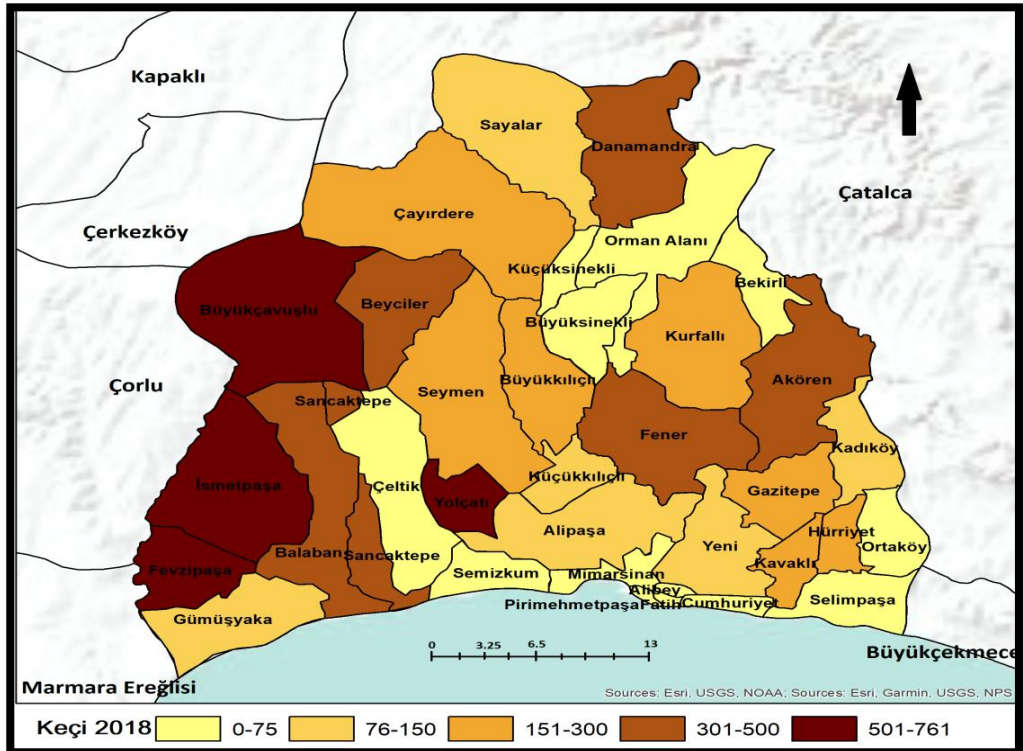 Kapaklı
Sayalar
Danamandra
Çatalca
Çayırdere
Çerkezköy
Orman Alanı
Küçüksinekli
Bekirli
Büyükçavuşlu
Beyciler
Büyüksinekli
Kurfallı
Çorlu
Seymen
Büyükkılıçlı
Akören
Sancaktepe
Fener
Kadıköy
İsmetpaşa
Çeltik
Yolçatı
Küçükkılıçlı
Gazitepe
Alipaşa
Hürriyet
Balaban
Sancaktepe
Yeni
Ortaköy
Fevzipaşa
Semizkum
Mimarsinan
Kavaklı
Alibey
Pirimehmetpaşa
Fatih
Cumhuriyet
Selimpaşa
Gümüşyaka
0 3.25 6.5 13
Büyükçekmece
Marmara Ereğlisi
Sources: Esri, USGS, NOAA; Sources: Esri, Garmin, USGS, NPS
Keçi 2018 0-75 76-150 151-300 301-500 501-761